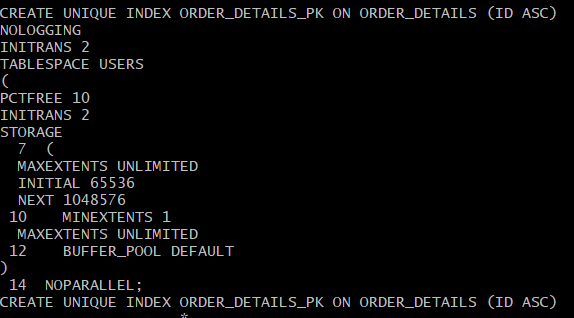 CREATE UNIQUE INDEX ORDER_DETAILS_PK ON ORDER_DETAILS (ID ASC)
NOLOGGING
INITRANS 2
TABLESPACE USERS
(
PCTFREE 10
INITRANS 2
STORAGE
  7  (
  MAXEXTENTS UNLIMITED
  INITIAL 65536
  NEXT 1048576
 10    MINEXTENTS 1
  MAXEXTENTS UNLIMITED
 12    BUFFER_POOL DEFAULT
)
 14  NOPARALLEL;
CREATE UNIQUE INDEX ORDER_DETAILS_PK ON ORDER_DETAILS (ID ASC)
                    *